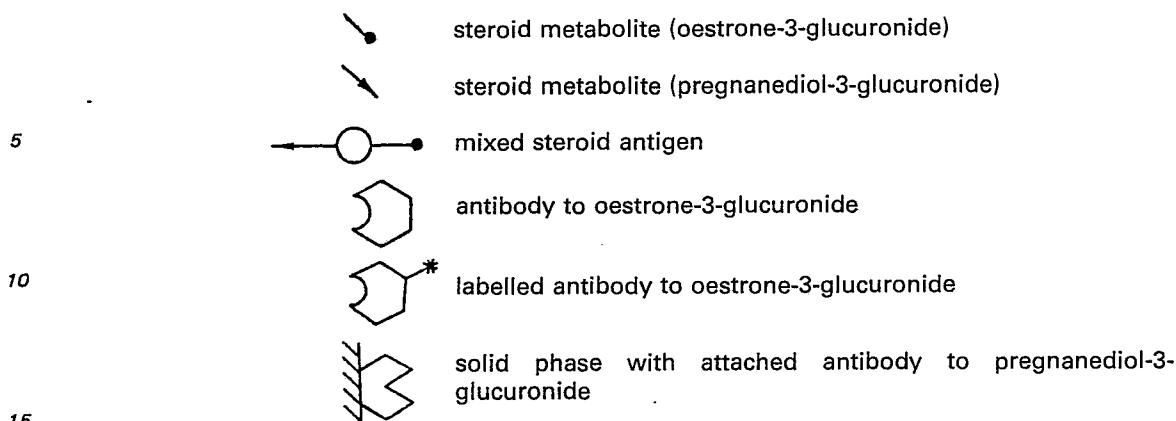 steroid metabolite (oestrone-3-glucuronide)
steroid metabolite (pregnanediol-3-glucuronide)
5 mixed steroid antigen
antibody to oestrone-3-glucuronide
10 labelled antibody to oestrone-3-glucuronide
solid phase with attached antibody to pregnanediol-3-
glucuronide
15